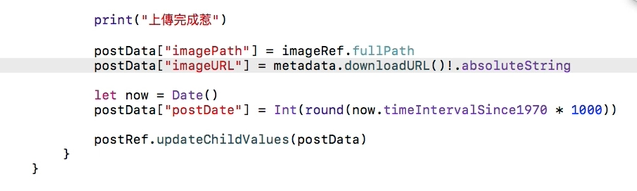 print("上傳完成惹")
postData["imagePath"] = imageRef.fullPath
postData["imageURL"] = metadata.downloadURL()!.absoluteString
let now = Date()
postData["postDate"] = Int(round(now.timeIntervalSince1970 * 1000))
postRef.updateChildValues(postData)
}
}